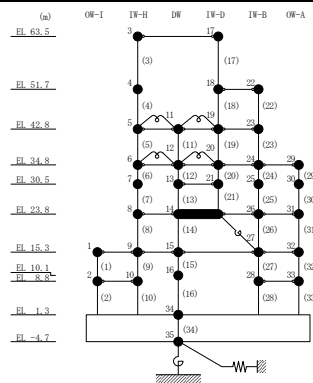 (m) OW-I IW-H DW IW-D IW-B OW-A
EL 63.5 3 17
(3) (17)
EL 51.7 4 18 22
(4) (18) (22)
EL 42.8 5 11 19 23
(5) 12 (11) 20 (19) (23)
EL 34.8 6 24 29
(6) (12) (20) (24) (29
EL 30.5 7 13 21 25 30
(7) (13) (21) (25) (30
EL 23.8 8 14 26 31
(8) (14) (26) (31
27
EL 15.3 1 9 15 32
(1) (9) (15) (27) (32
EL 10.1 16
EL 8.8 2 10 28 33
(2) (10) (16) (28) (33
EL 1.3 34
(34)
EL -4.7 35